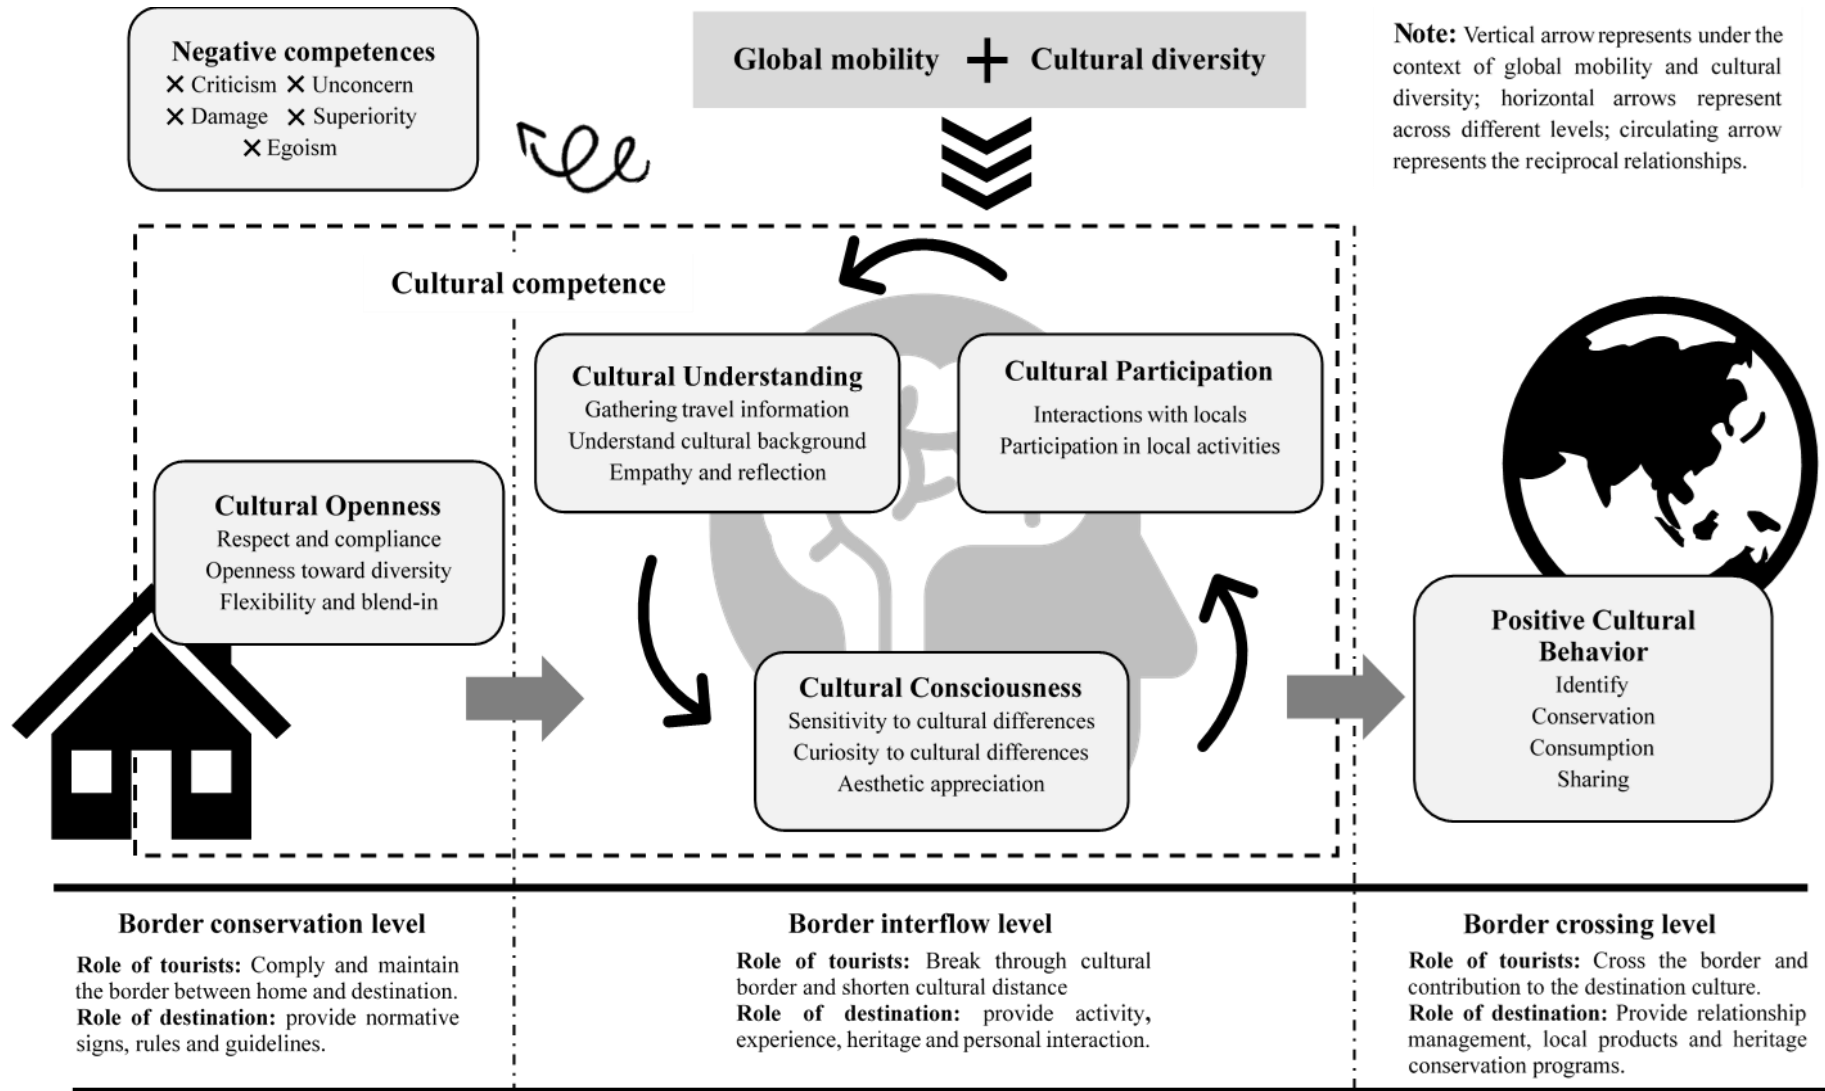 Negative competences
× Criticism × Unconcern
× Damage × Superiority
× Egoism
Global mobility + Cultural diversity
Note: Vertical arrow represents under the
context of global mobility and cultural
diversity; horizontal arrows represent
across different levels; circulating arrow
represents the reciprocal relationships.
Cultural competence
Cultural Understanding
Gathering travel information
Understand cultural background
Empathy and reflection
Cultural Participation
Interactions with locals
Participation in local activities
Cultural Openness
Respect and compliance
Openness toward diversity
Flexibility and blend-in
Cultural Consciousness
Sensitivity to cultural differences
Curiosity to cultural differences
Aesthetic appreciation
Positive Cultural
Behavior
Identify
Conservation
Consumption
Sharing
Border conservation level
Role of tourists: Comply and maintain
the border between home and destination.
Role of destination: provide normative
signs, rules and guidelines.
Border interflow level
Role of tourists: Break through cultural
border and shorten cultural distance
Role of destination: provide activity,
experience, heritage and personal interaction.
Border crossing level
Role of tourists: Cross the border and
contribution to the destination culture.
Role of destination: Provide relationship
management, local products and heritage
conservation programs.